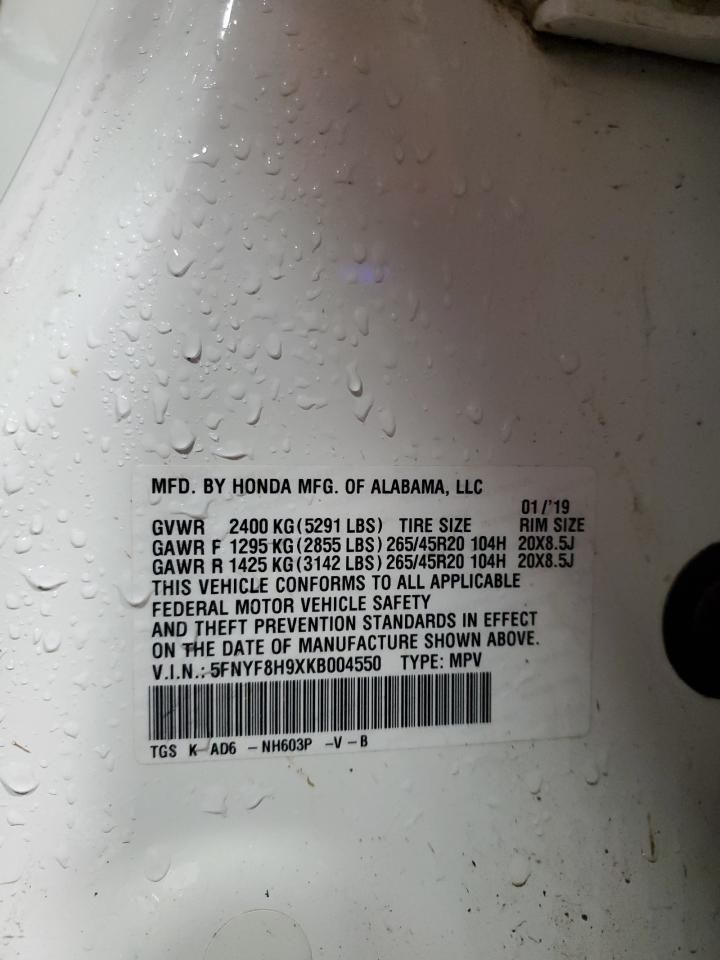 MFD. BY HONDA MFG. OF ALABAMA, LLC
01/'19
GVWR 2400 KG (5291 LBS) TIRE SIZE RIM SIZE
GAWR F 1295 KG (2855 LBS) 265/45R20 104H 20X8.5J
GAWR R 1425 KG (3142 LBS) 265/45R20 104H 20X8.5J
THIS VEHICLE CONFORMS TO ALL APPLICABLE
FEDERAL MOTOR VEHICLE SAFETY
AND THEFT PREVENTION STANDARDS IN EFFECT
ON THE DATE OF MANUFACTURE SHOWN ABOVE.
V.I.N.: 5FNYF8H9XKB004550 TYPE: MPV
TGS K-AD6 -NH603P -V-B